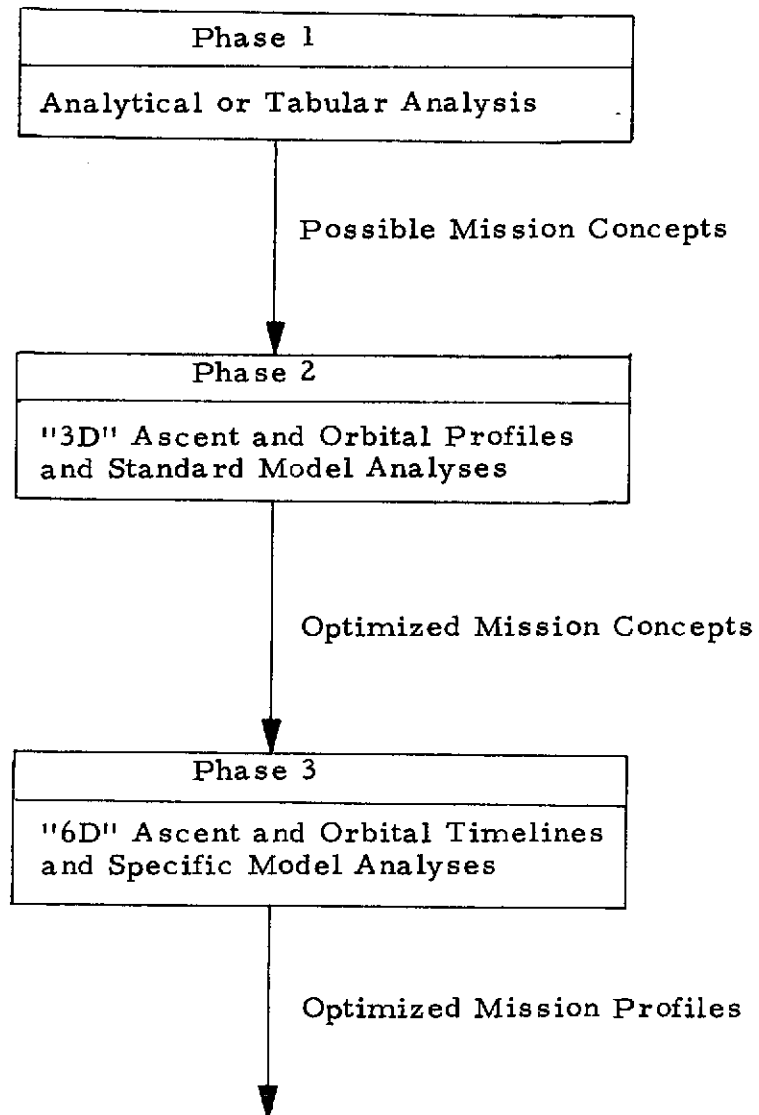 Phase 1
Analytical or Tabular Analysis
Possible Mission Concepts
Phase 2
"3D" Ascent and Orbital Profiles
and Standard Model Analyses
Optimized Mission Concepts
Phase 3
"6D" Ascent and Orbital Timelines
and Specific Model Analyses
Optimized Mission Profiles